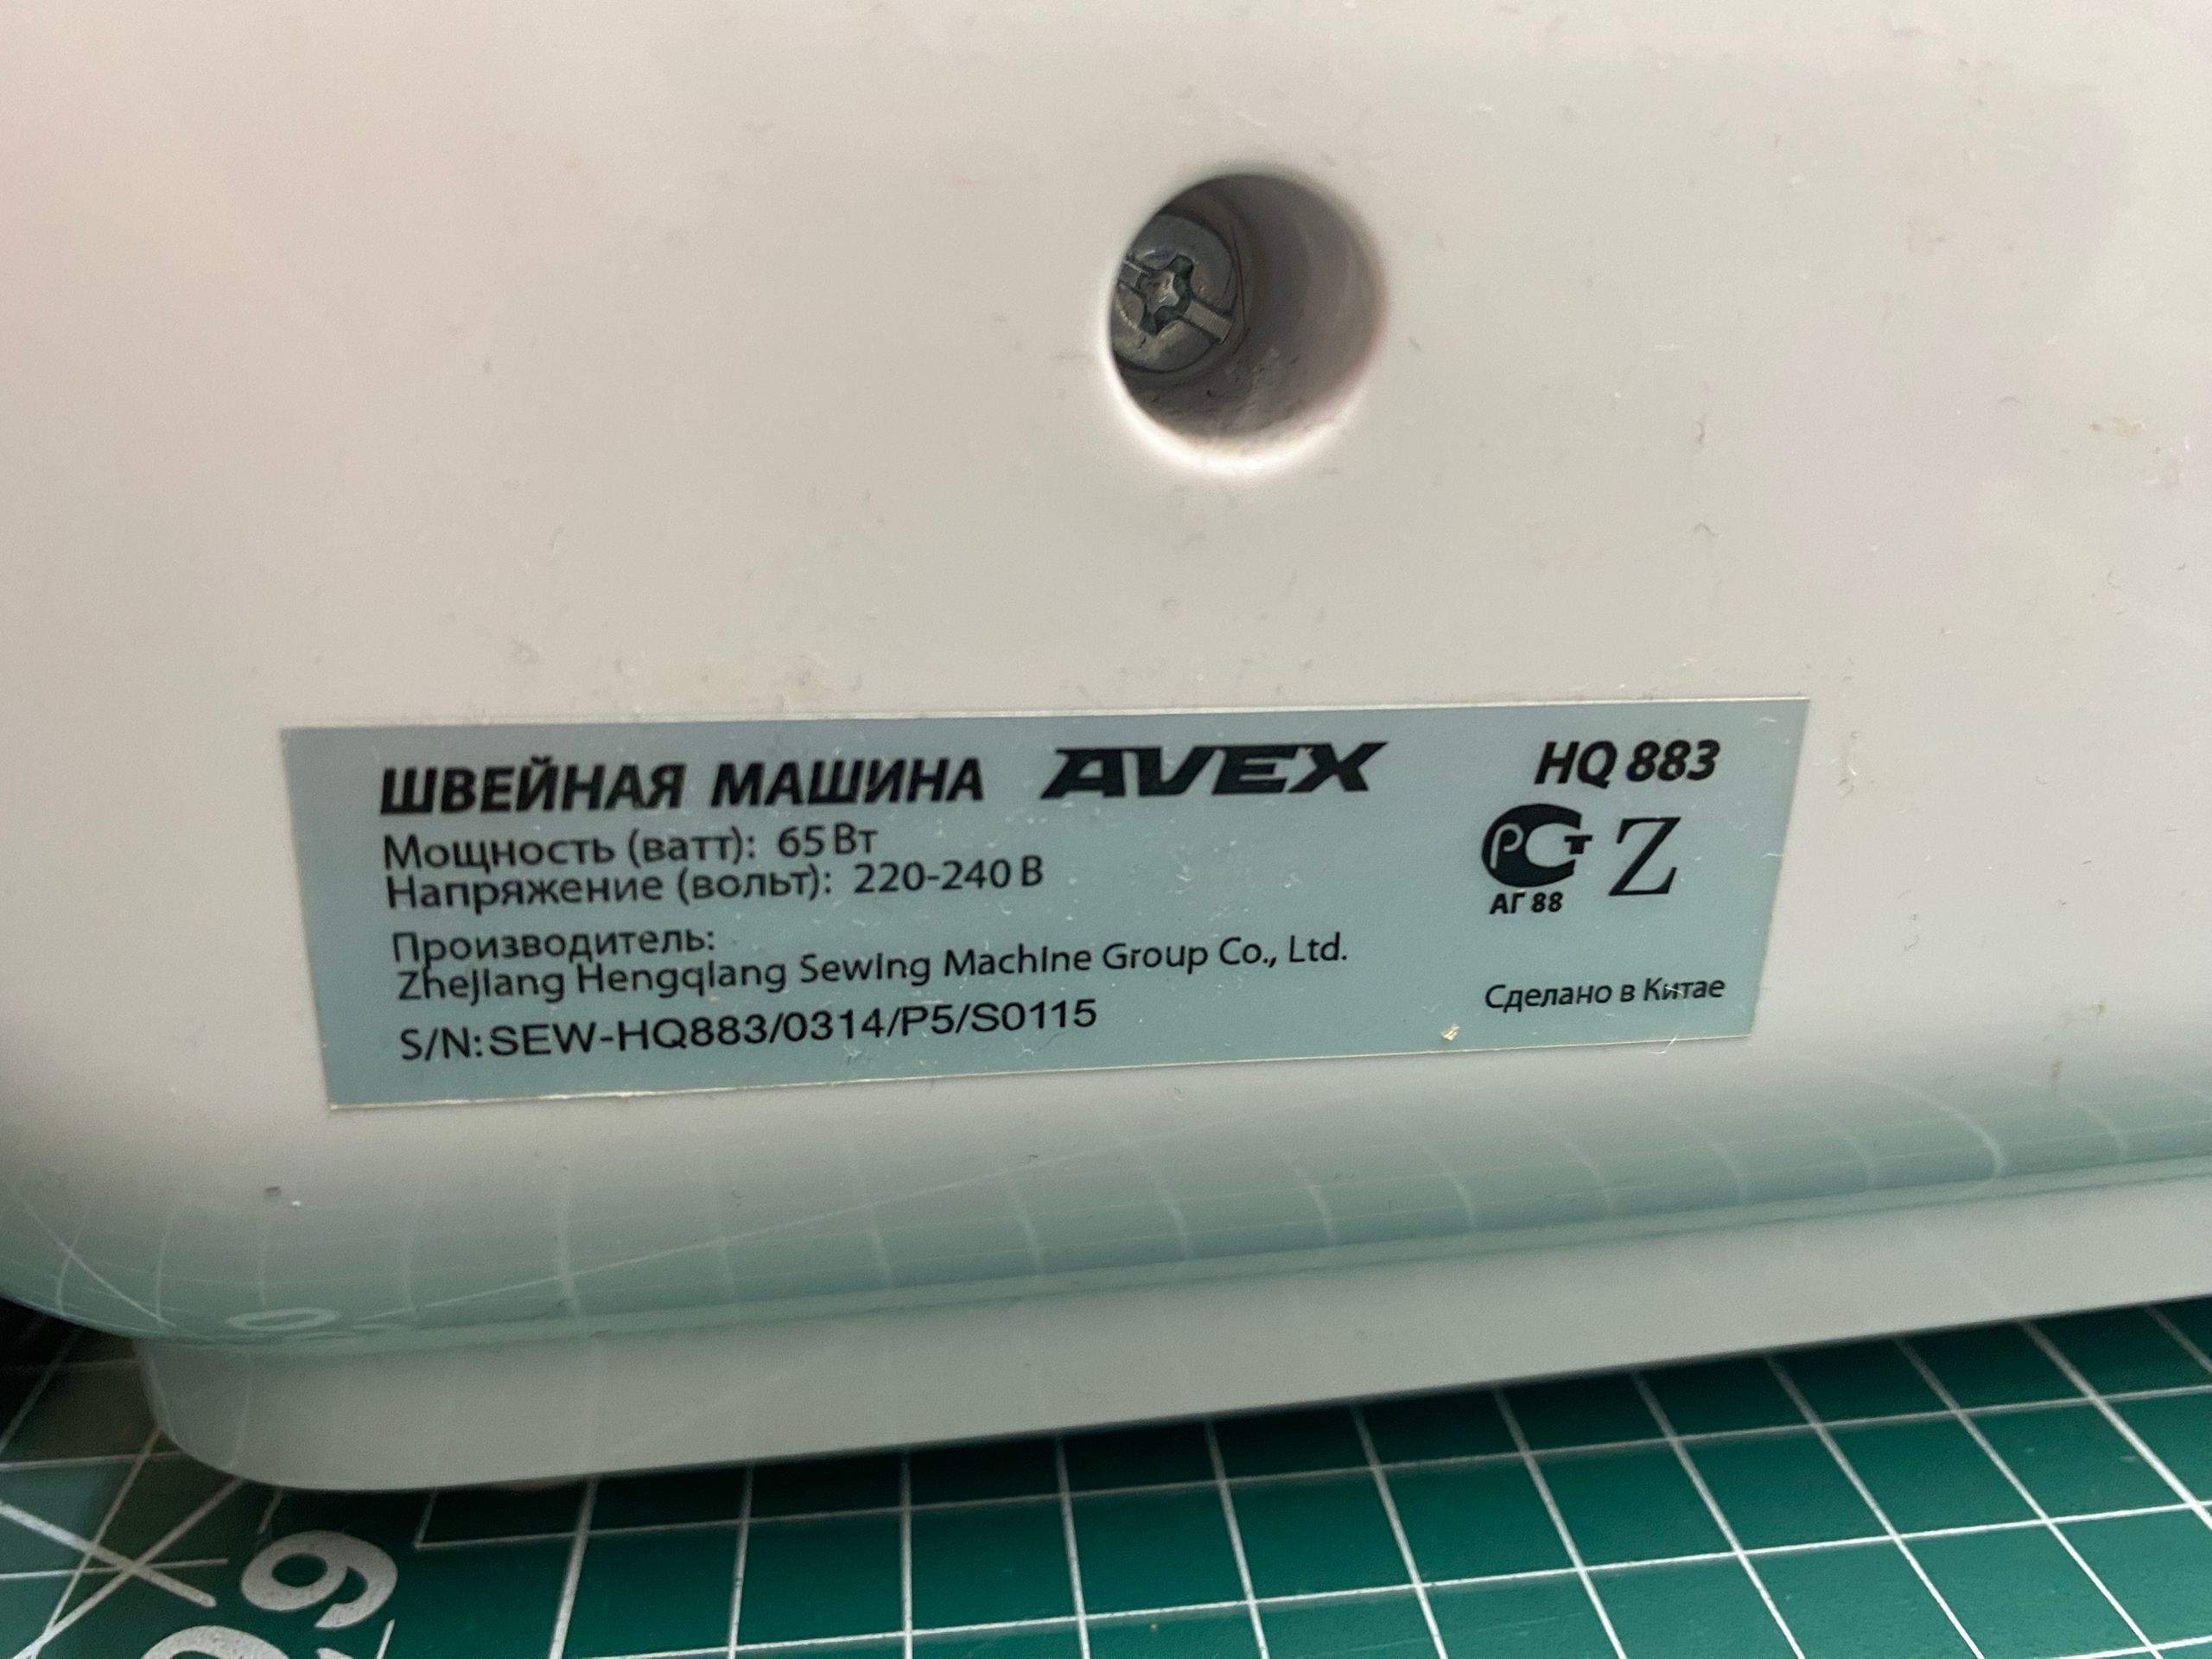 ШВЕЙНАЯ МАШИНА AVEX HQ 883
Мощность (ватт): 65 Вт
Напряжение (вольт): 220-240 В
РСТ Z
АГ 88
Производитель:
ZheJiang Hengqiang Sewing Machine Group Co., Ltd.
Сделано в Китае
S/N: SEW-HQ883/0314/P5/S0115